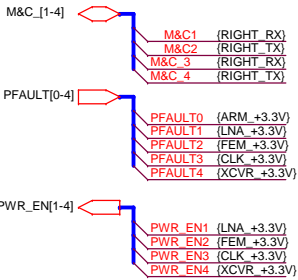 M&C_[1-4]
M&C1 {RIGHT_RX}
M&C2 {RIGHT_TX}
M&C_3 {RIGHT_RX}
M&C_4 {RIGHT_TX}
PFAULT[0-4]
PFAULT0 {ARM_+3.3V}
PFAULT1 {LNA_+3.3V}
PFAULT2 {FEM_+3.3V}
PFAULT3 {CLK_+3.3V}
PFAULT4 {XCVR_+3.3V}
PWR_EN[1-4]
PWR_EN1 {LNA_+3.3V}
PWR_EN2 {FEM_+3.3V}
PWR_EN3 {CLK_+3.3V}
PWR_EN4 {XCVR_+3.3V}